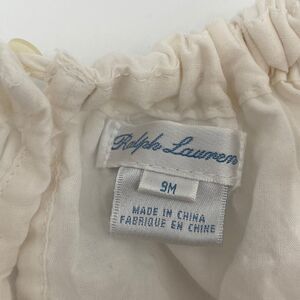 Ralph Lauren
9M
MADE IN CHINA
FABRIQUE EN CHINE